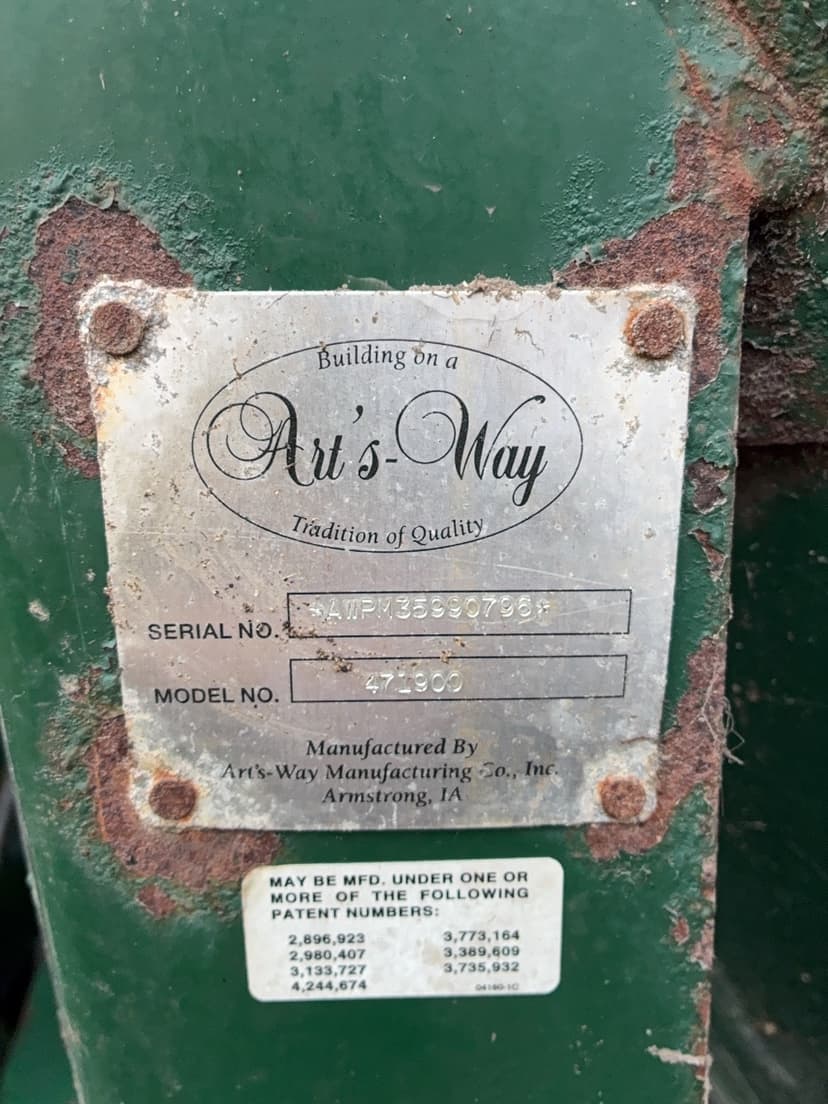 Building on a
Art's-Way
Tradition of Quality
SERIAL NO. *AWPM35990796*
MODEL NO. 471900
Manufactured By
Art's-Way Manufacturing Co., Inc.
Armstrong, IA
MAY BE MFD. UNDER ONE OR
MORE OF THE FOLLOWING
PATENT NUMBERS:
2,896,923 3,773,164
2,980,407 3,389,609
3,133,727 3,735,932
4,244,674 04160-1C